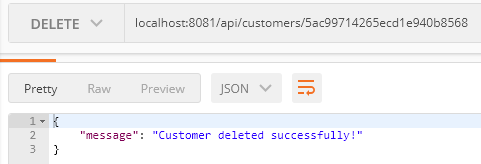 DELETE localhost:8081/api/customers/5ac99714265ecd1e940b8568
Pretty Raw Preview JSON
1 {
2 "message": "Customer deleted successfully!"
3 }